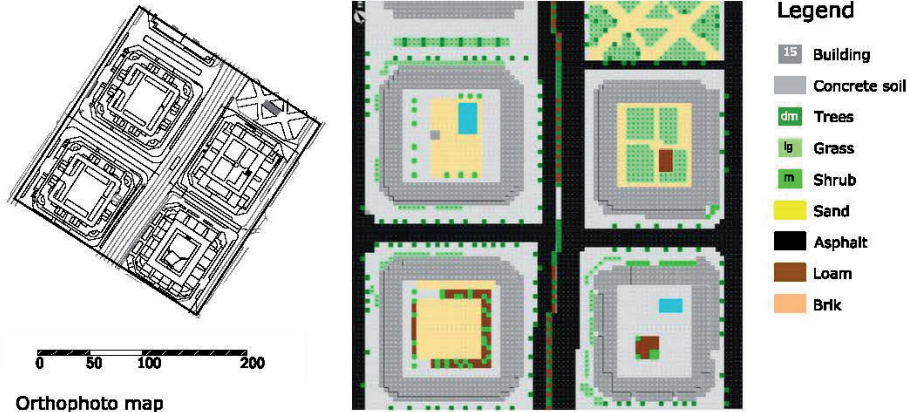 0 50 100 200
Orthophoto map
Legend
15 Building
Concrete soil
dm Trees
lg Grass
m Shrub
Sand
Asphalt
Loam
Brik